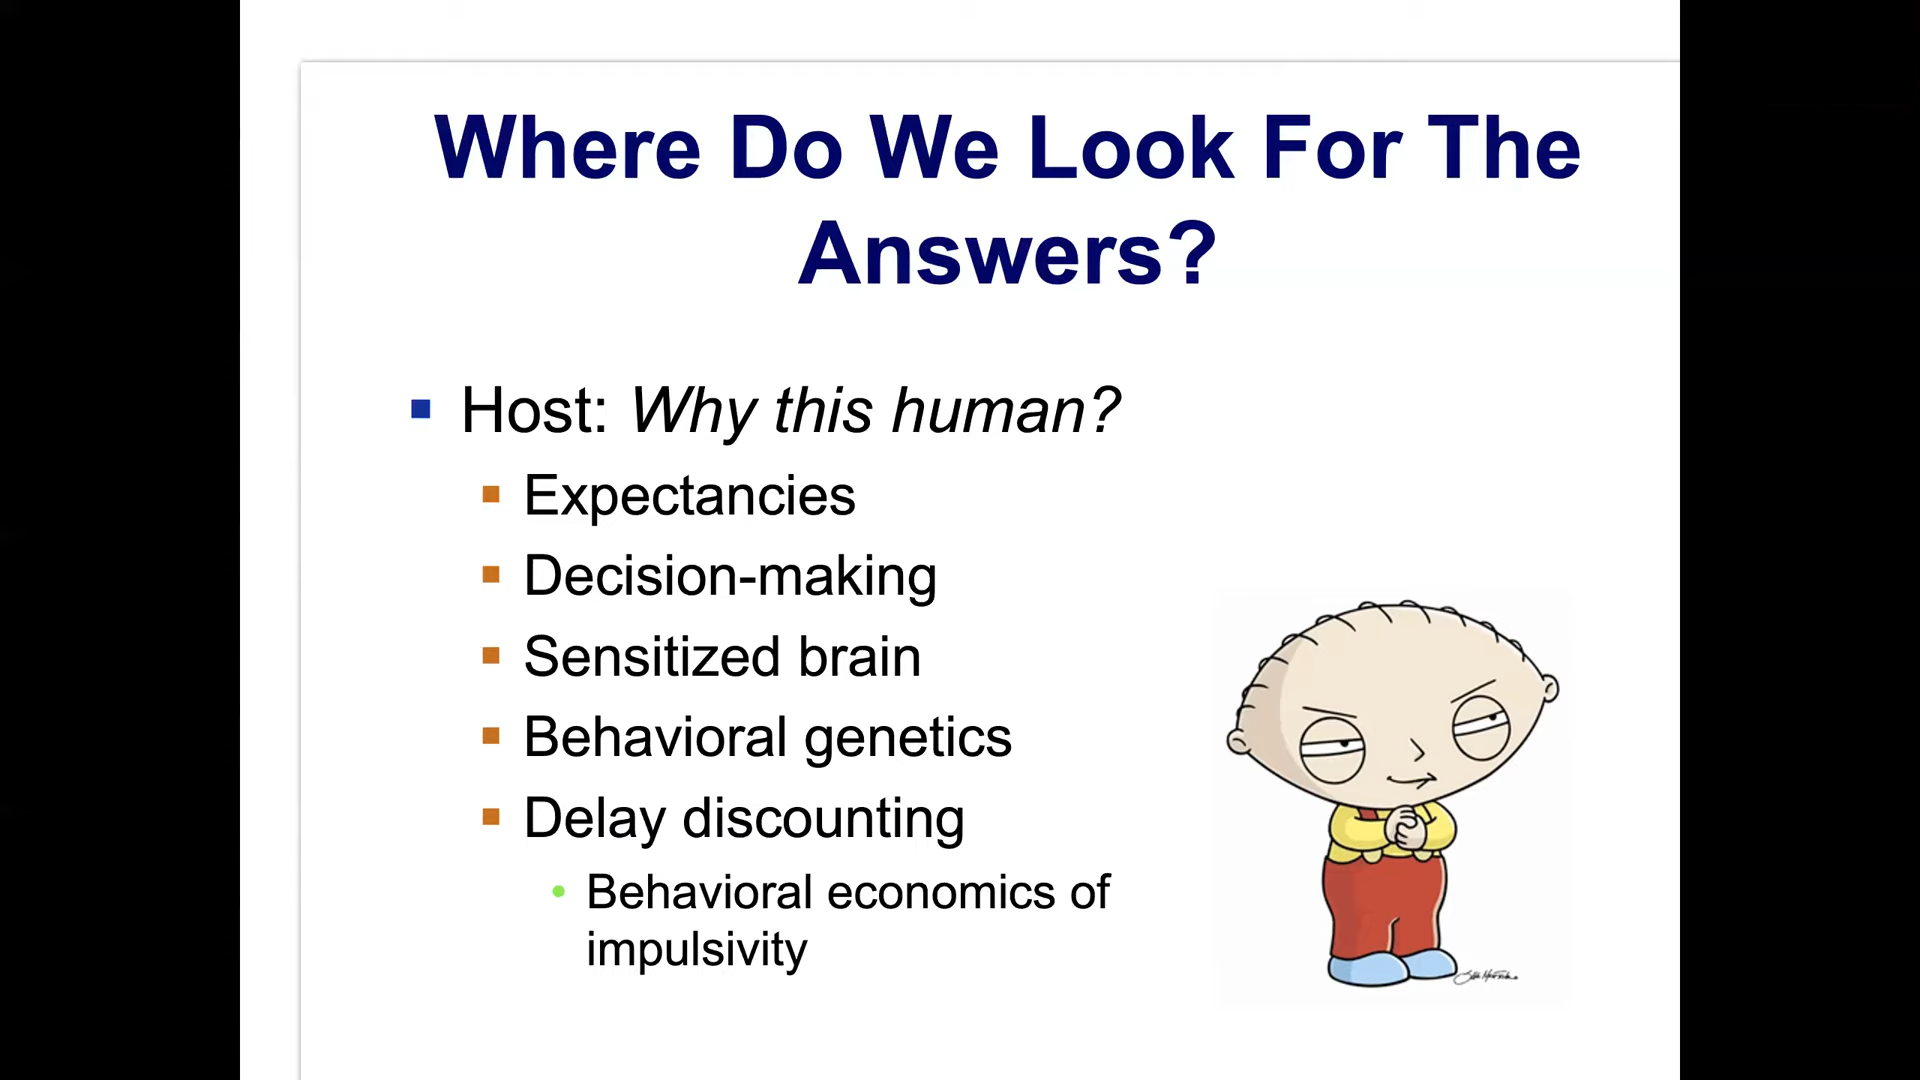 Where Do We Look For The
Answers?
Host: Why this human?
Expectancies
Decision-making
Sensitized brain
Behavioral genetics
Delay discounting
Behavioral economics of
impulsivity